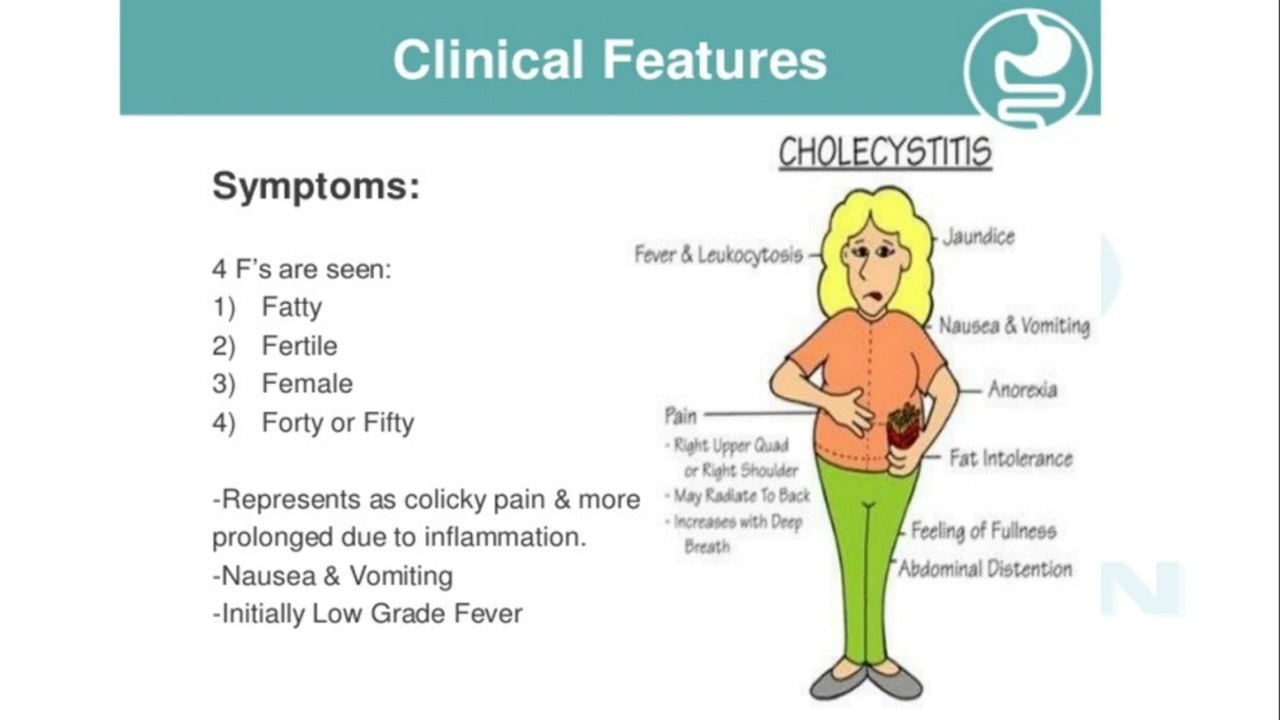 Clinical Features
CHOLECYSTITIS
Symptoms:
4 F's are seen:
1) Fatty
2) Fertile
3) Female
4) Forty or Fifty
-Represents as colicky pain & more
prolonged due to inflammation.
-Nausea & Vomiting
-Initially Low Grade Fever
Fever & Leukocytosis
Jaundice
Nausea & Vomiting
Anorexia
Pain
- Right Upper Quad
or Right Shoulder
- May Radiate To Back
- Increases with Deep
Breath
Fat Intolerance
Feeling of Fullness
Abdominal Distention
N